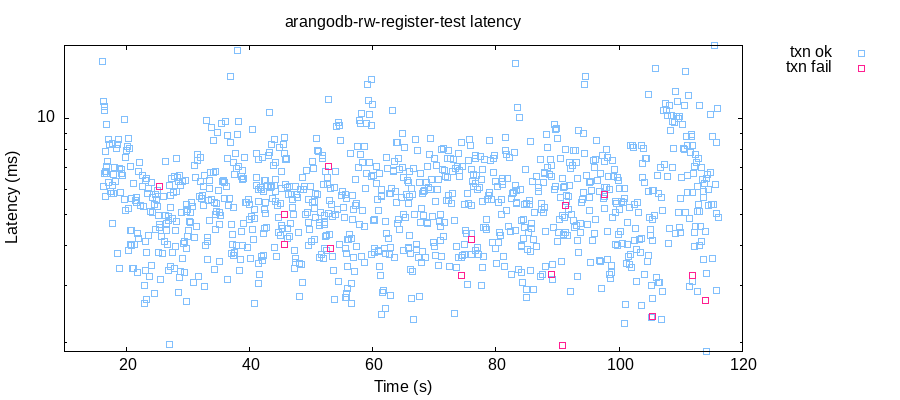 arangodb-rw-register-test latency
txn ok
txn fail
10
Latency (ms)
20 40 60 80 100 120
Time (s)